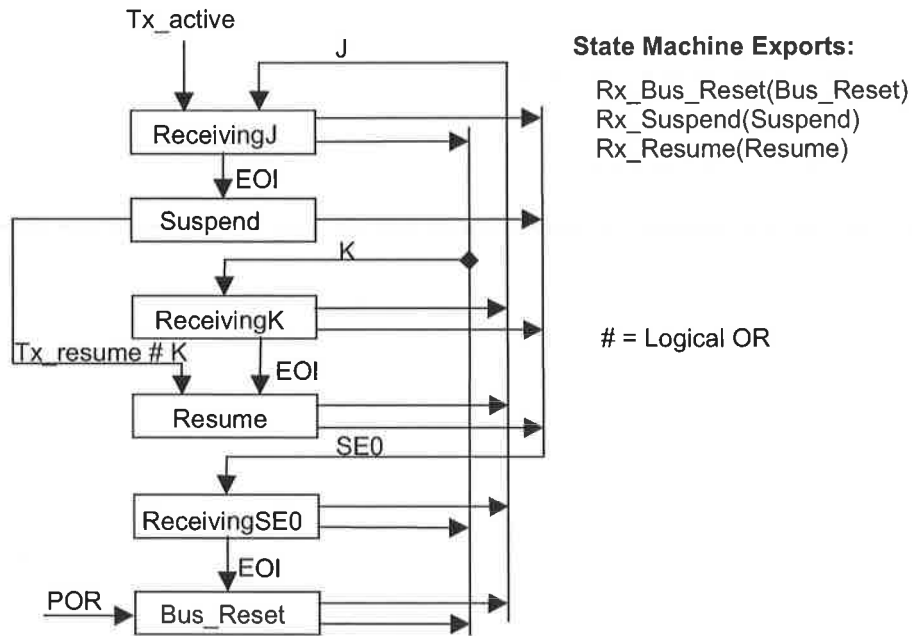 Tx_active
J
State Machine Exports:
Rx_Bus_Reset(Bus_Reset)
Rx_Suspend(Suspend)
Rx_Resume(Resume)
ReceivingJ
EOI
Suspend
K
ReceivingK
# = Logical OR
Tx_resume # K
EOI
Resume
SE0
ReceivingSE0
EOI
POR
Bus_Reset